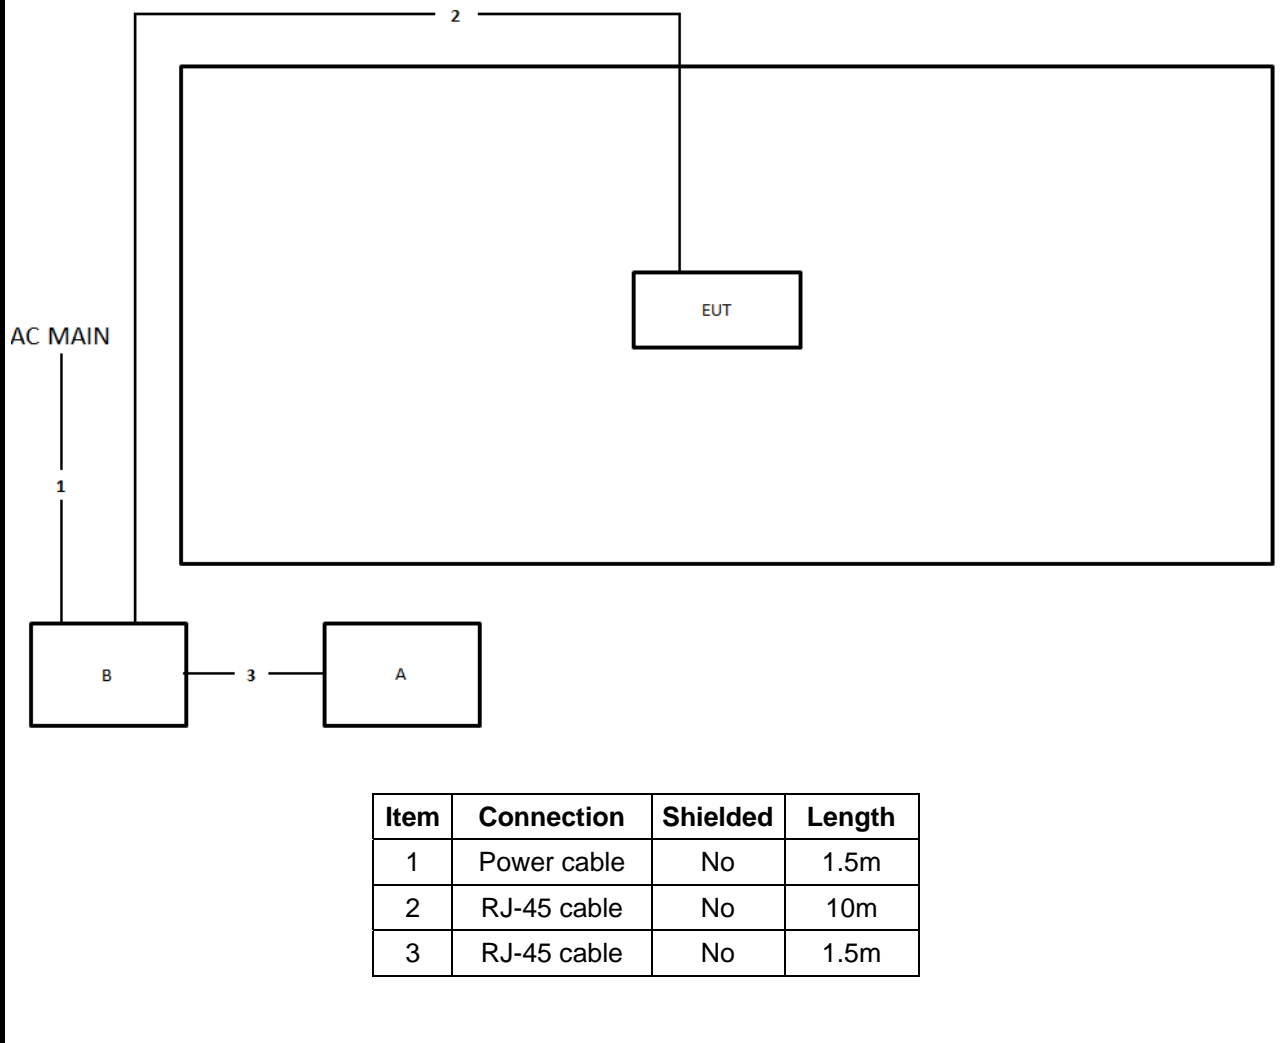 2
EUT
AC MAIN
1
B
3
A
Item Connection Shielded Length
1 Power cable No 1.5m
2 RJ-45 cable No 10m
3 RJ-45 cable No 1.5m